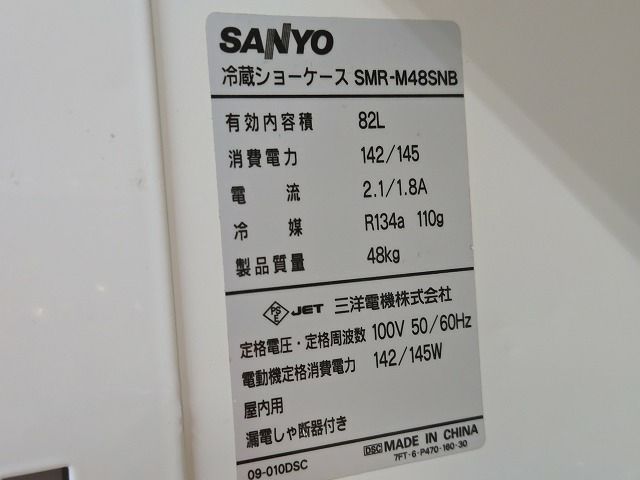 SANYO
冷蔵ショーケース SMR-M48SNB
有効内容積 82L
消費電力 142/145
電流 2.1/1.8A
冷媒 R134a 110g
製品質量 48kg
PSE JET 三洋電機株式会社
定格電圧・定格周波数 100V 50/60Hz
電動機定格消費電力 142/145W
屋内用
漏電しゃ断器付き
DSC MADE IN CHINA
09-010DSC 7FT-6-P470-160-30